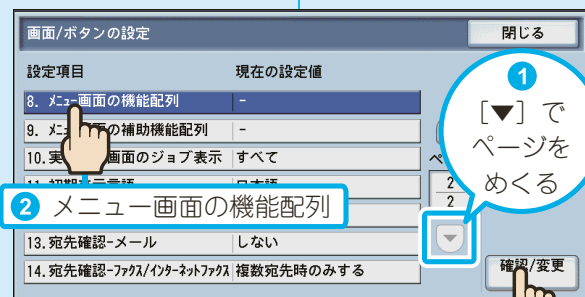 画面/ボタンの設定
閉じる
設定項目 現在の設定値
8. メニュー画面の機能配列 -
9. メニ 面の補助機能配列 -
10.実 画面のジョブ表示 すべて
13.宛先確認-メール しない
14.宛先確認-ファクス/インターネットファクス 複数宛先時のみする
1
[▼] で
ページを
めくる
2 メニュー画面の機能配列
2
2
確認/変更